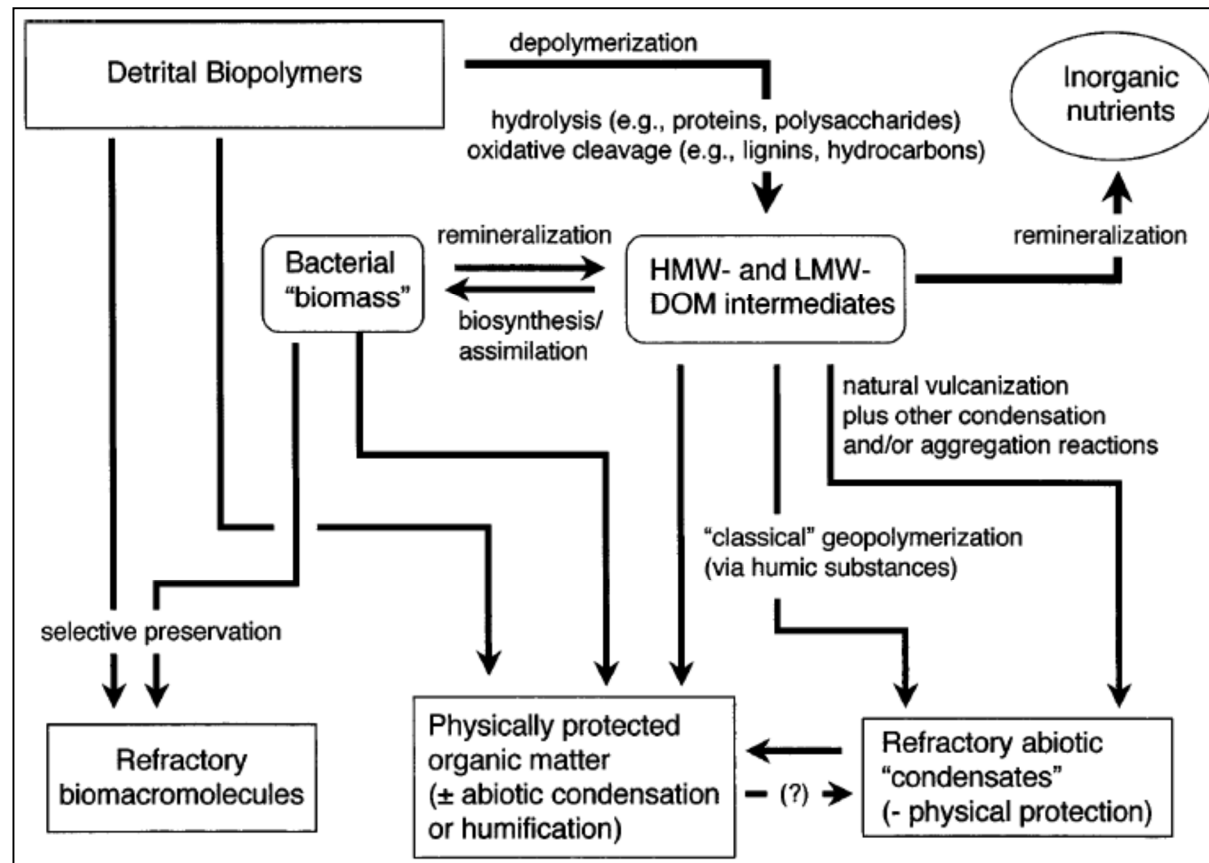 depolymerization
Detrital Biopolymers
Inorganic
nutrients
hydrolysis (e.g., proteins, polysaccharides)
oxidative cleavage (e.g., lignins, hydrocarbons)
remineralization
remineralization
Bacterial
“biomass”
HMW- and LMW-
DOM intermediates
biosynthesis/
assimilation
natural vulcanization
plus other condensation
and/or aggregation reactions
“classical” geopolymerization
(via humic substances)
selective preservation
Refractory
biomacromolecules
Physically protected
organic matter
(± abiotic condensation
or humification)
(?)
Refractory abiotic
“condensates”
(- physical protection)